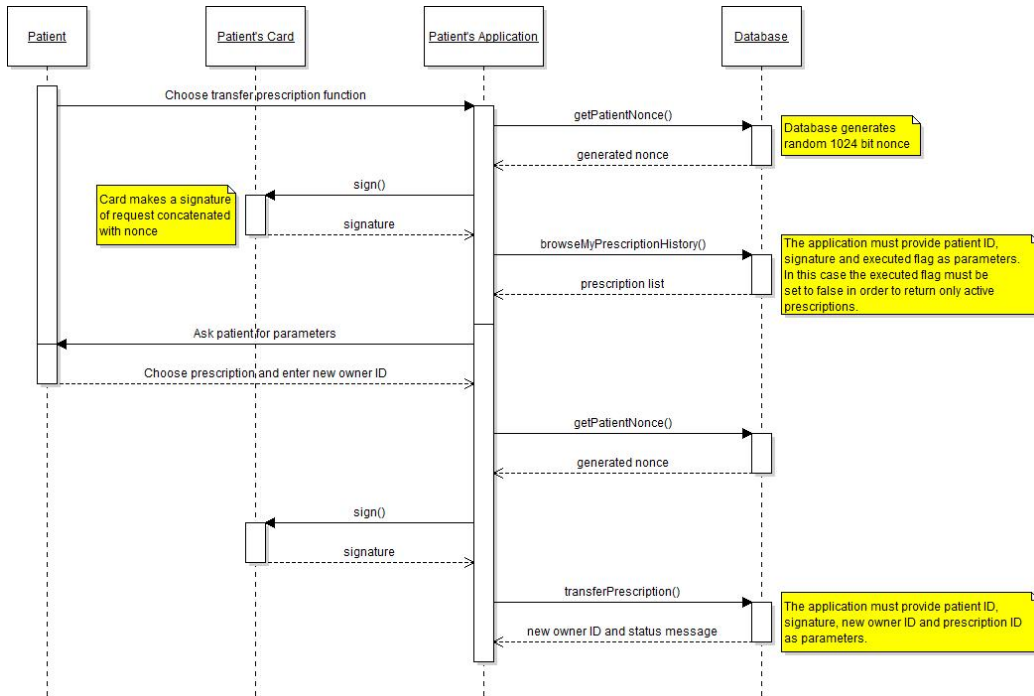 Patient
Patient's Card
Patient's Application
Database
Choose transfer prescription function
getPatientNonce()
Database generates
random 1024 bit nonce
generated nonce
sign()
Card makes a signature
of request concatenated
with nonce
signature
browseMyPrescriptionHistory()
The application must provide patient ID,
signature and executed flag as parameters.
In this case the executed flag must be
set to false in order to return only active
prescriptions.
prescription list
Ask patient for parameters
Choose prescription and enter new owner ID
getPatientNonce()
generated nonce
sign()
signature
transferPrescription()
The application must provide patient ID,
signature, new owner ID and prescription ID
as parameters.
new owner ID and status message